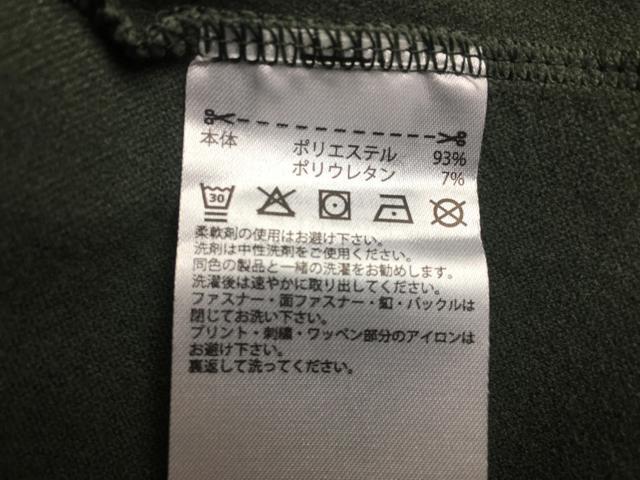 本体 ポリエステル 93%
ポリウレタン 7%
30
柔軟剤の使用はお避け下さい。
洗剤は中性洗剤をご使用ください。
同色の製品と一緒の洗濯をお勧めします。
洗濯後は速やかに取り出してください。
ファスナー・面ファスナー・釦・バックルは
閉じてお洗い下さい。
プリント・刺繍・ワッペン部分のアイロンは
お避け下さい。
裏返して洗ってください。